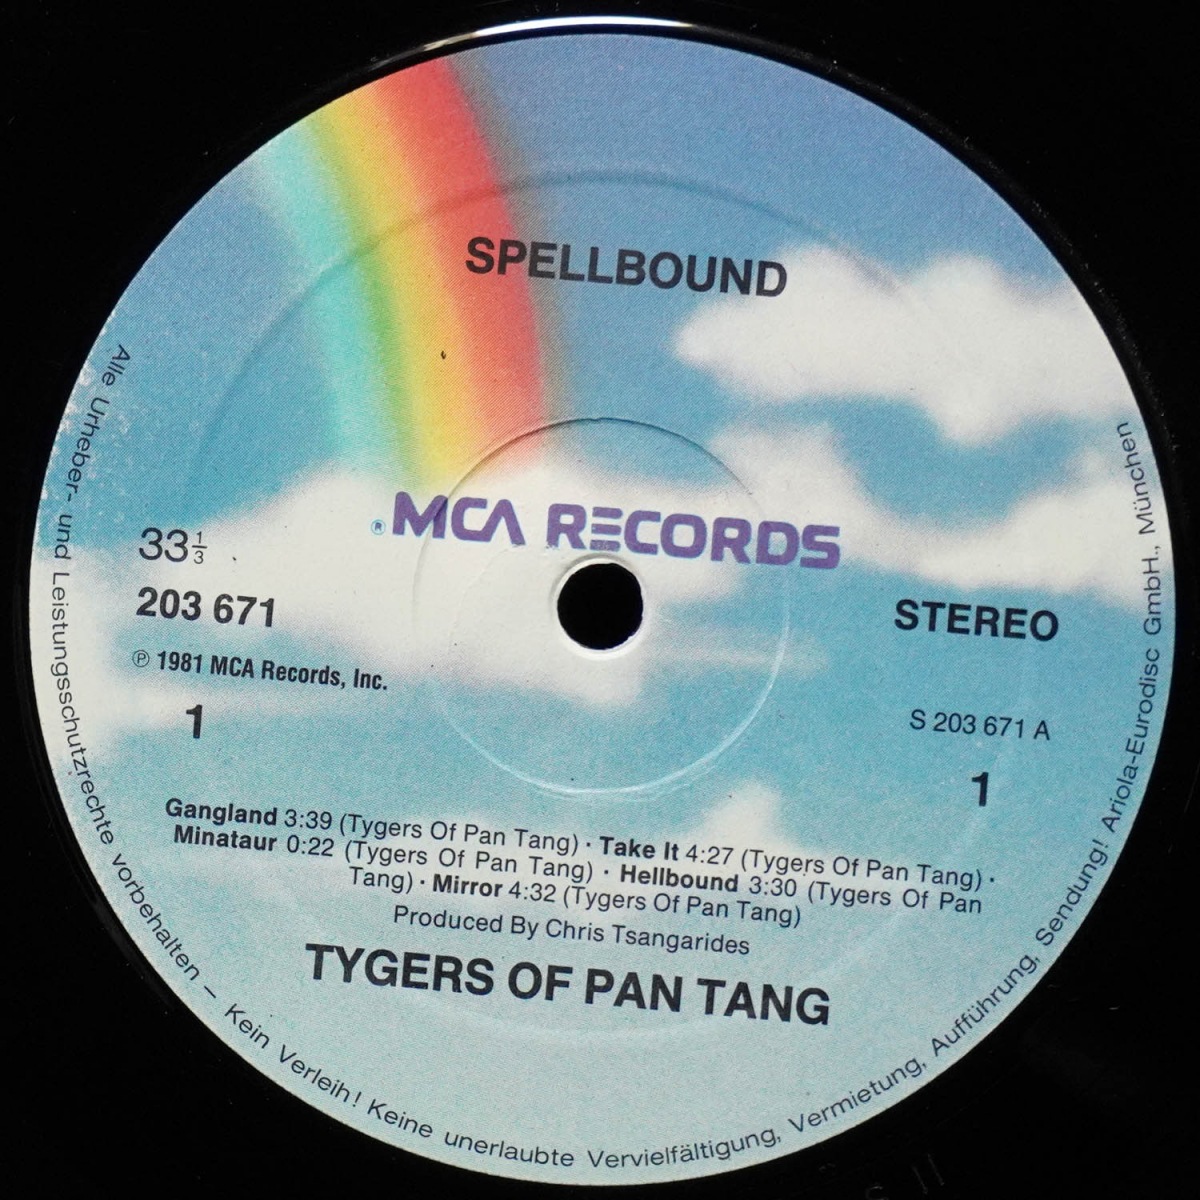 SPELLBOUND
® MCA RECORDS
33⅓
203 671
STEREO
℗ 1981 MCA Records, Inc.
S 203 671 A
1
1
Gangland 3:39 (Tygers Of Pan Tang) · Take It 4:27 (Tygers Of Pan Tang) ·
Minataur 0:22 (Tygers Of Pan Tang) · Hellbound 3:30 (Tygers Of Pan
Tang) · Mirror 4:32 (Tygers Of Pan Tang)
Produced By Chris Tsangarides
TYGERS OF PAN TANG
Alle Urheber- und Leistungsschutzrechte vorbehalten – Kein Verleih! Keine unerlaubte Vervielfältigung, Vermietung, Aufführung, Sendung! Ariola-Eurodisc GmbH., München